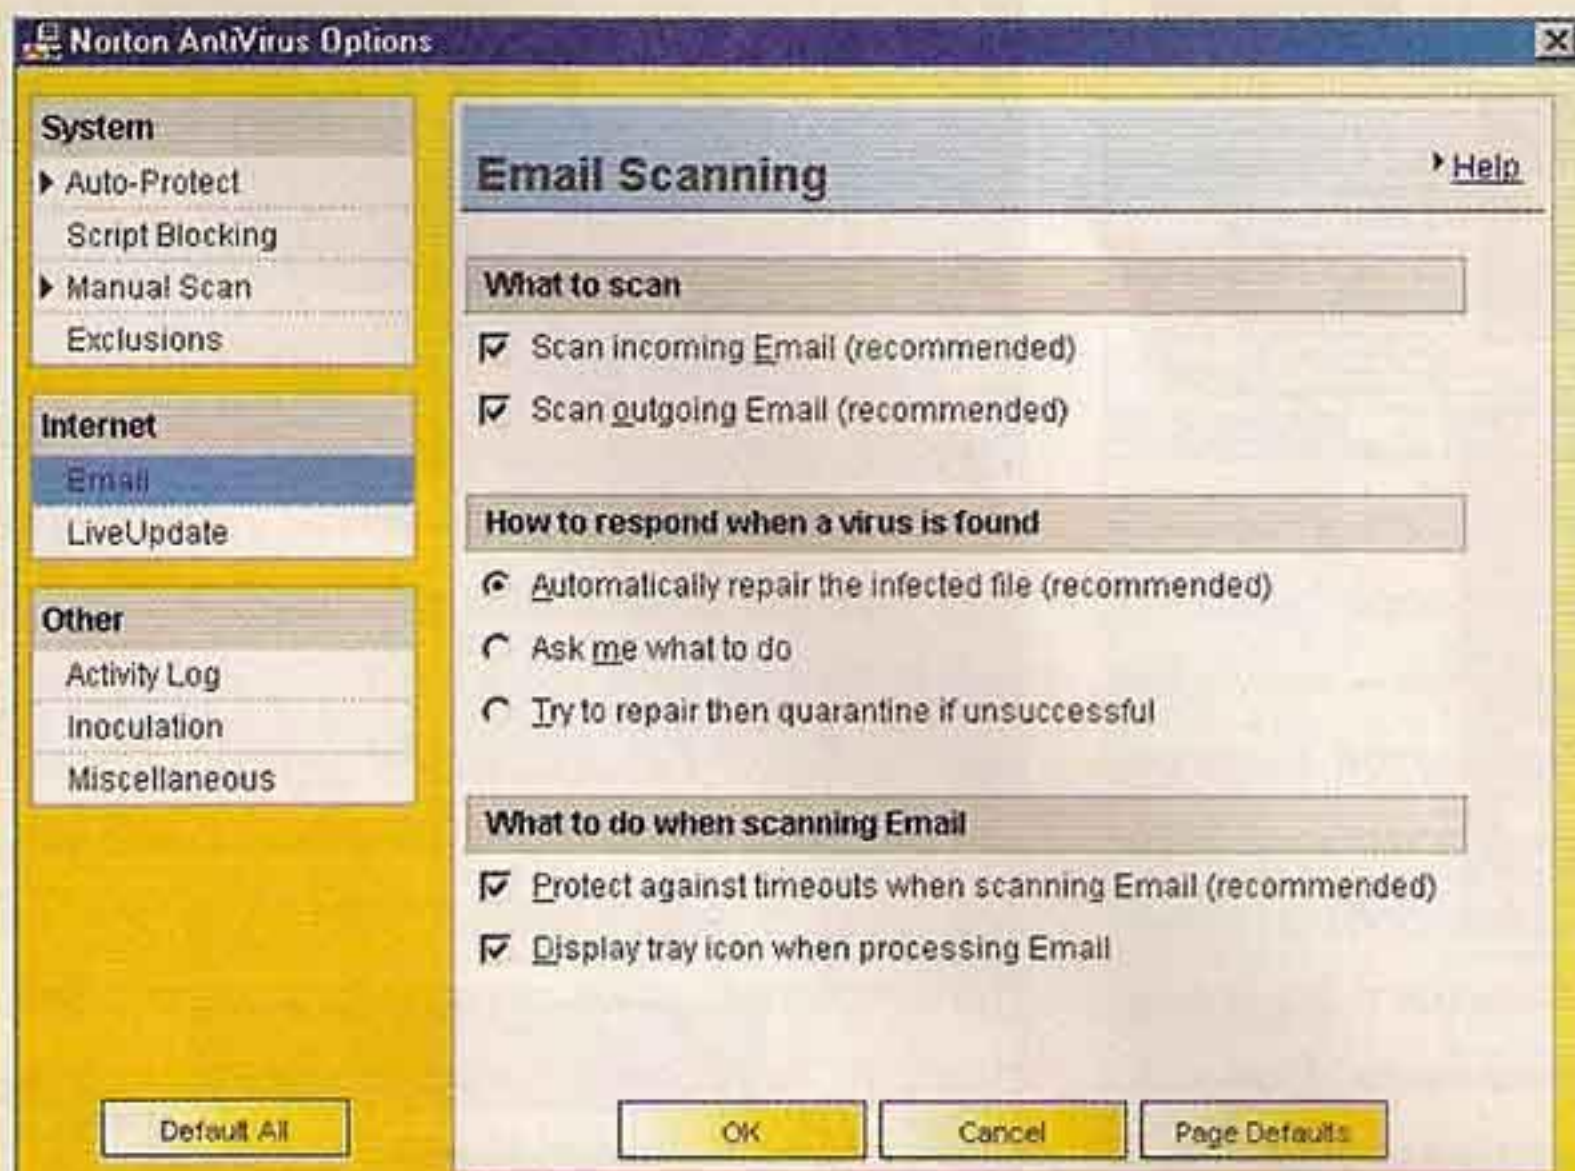 Norton AntiVirus Options
System
Auto-Protect
Script Blocking
Manual Scan
Exclusions
Internet
Email
LiveUpdate
Other
Activity Log
Inoculation
Miscellaneous
Default All
Email Scanning
Help
What to scan
Scan incoming Email (recommended)
Scan outgoing Email (recommended)
How to respond when a virus is found
Automatically repair the infected file (recommended)
Ask me what to do
Try to repair then quarantine if unsuccessful
What to do when scanning Email
Protect against timeouts when scanning Email (recommended)
Display tray icon when processing Email
OK
Cancel
Page Defaults